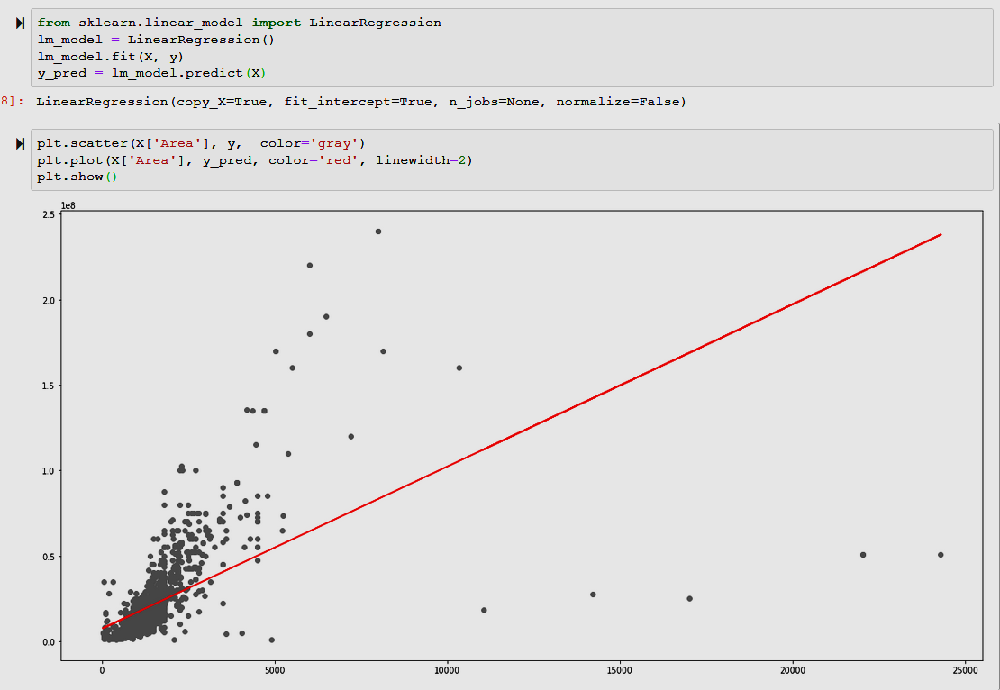 from sklearn.linear_model import LinearRegression
lm_model = LinearRegression()
lm_model.fit(X, y)
y_pred = lm_model.predict(X)
8]: LinearRegression(copy_X=True, fit_intercept=True, n_jobs=None, normalize=False)
plt.scatter(X['Area'], y,  color='gray')
plt.plot(X['Area'], y_pred, color='red', linewidth=2)
plt.show()
1e8
2.5
2.0
1.5
1.0
0.5
0.0
0 5000 10000 15000 20000 25000